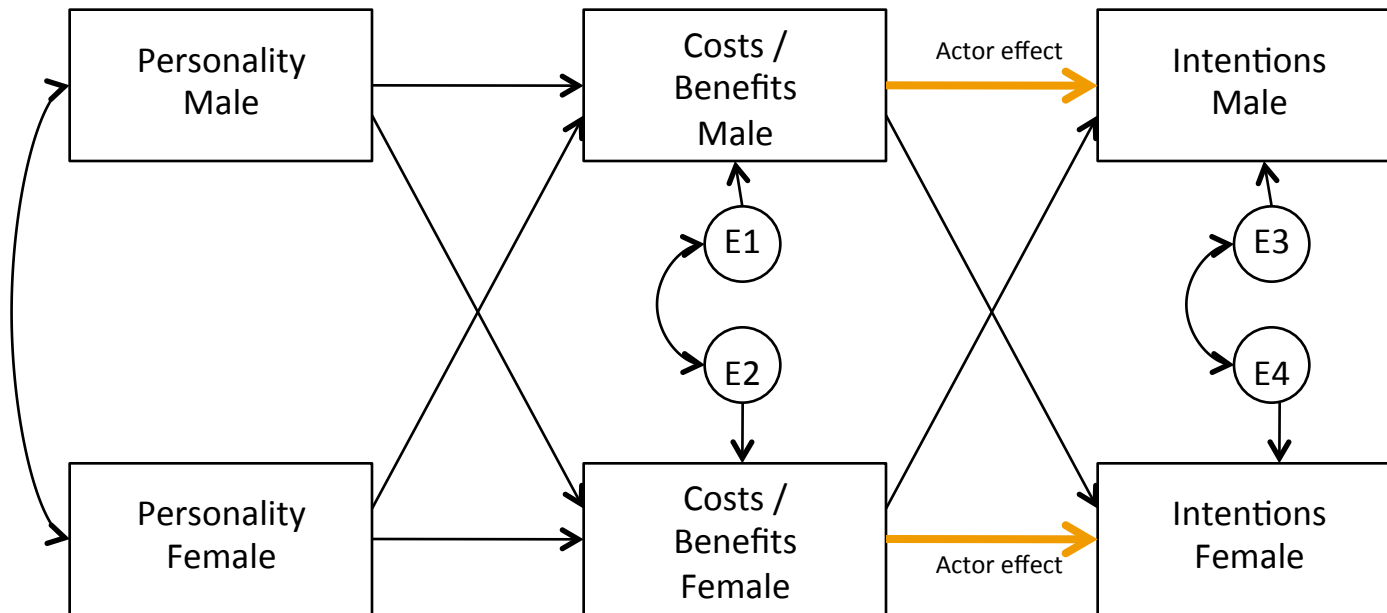 Personality
Male
Costs /
Benefits
Male
Actor effect
Intentions
Male
E1
E3
E2
E4
Personality
Female
Costs /
Benefits
Female
Actor effect
Intentions
Female